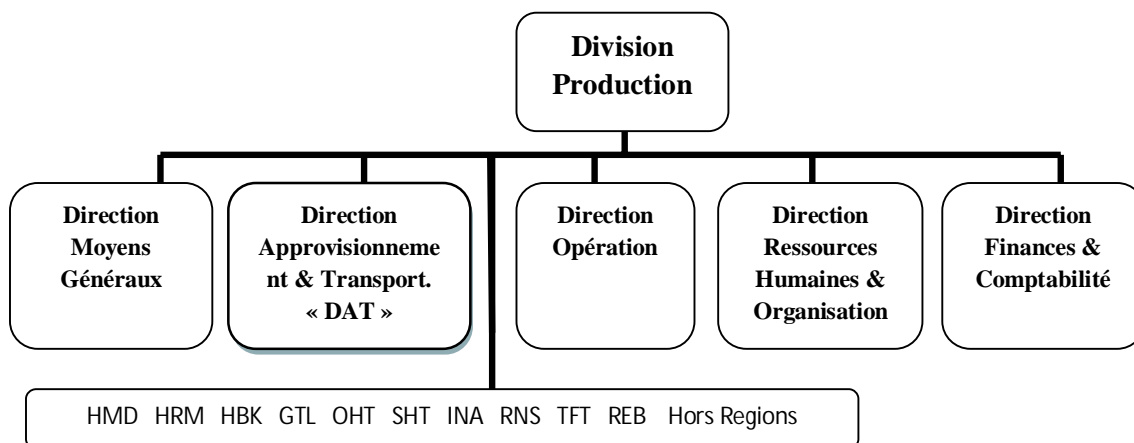 Division
Production
Direction
Moyens
Généraux
Direction
Approvisionneme
nt & Transport.
« DAT »
Direction
Opération
Direction
Ressources
Humaines &
Organisation
Direction
Finances &
Comptabilité
HMD HRM HBK GTL OHT SHT INA RNS TFT REB Hors Regions